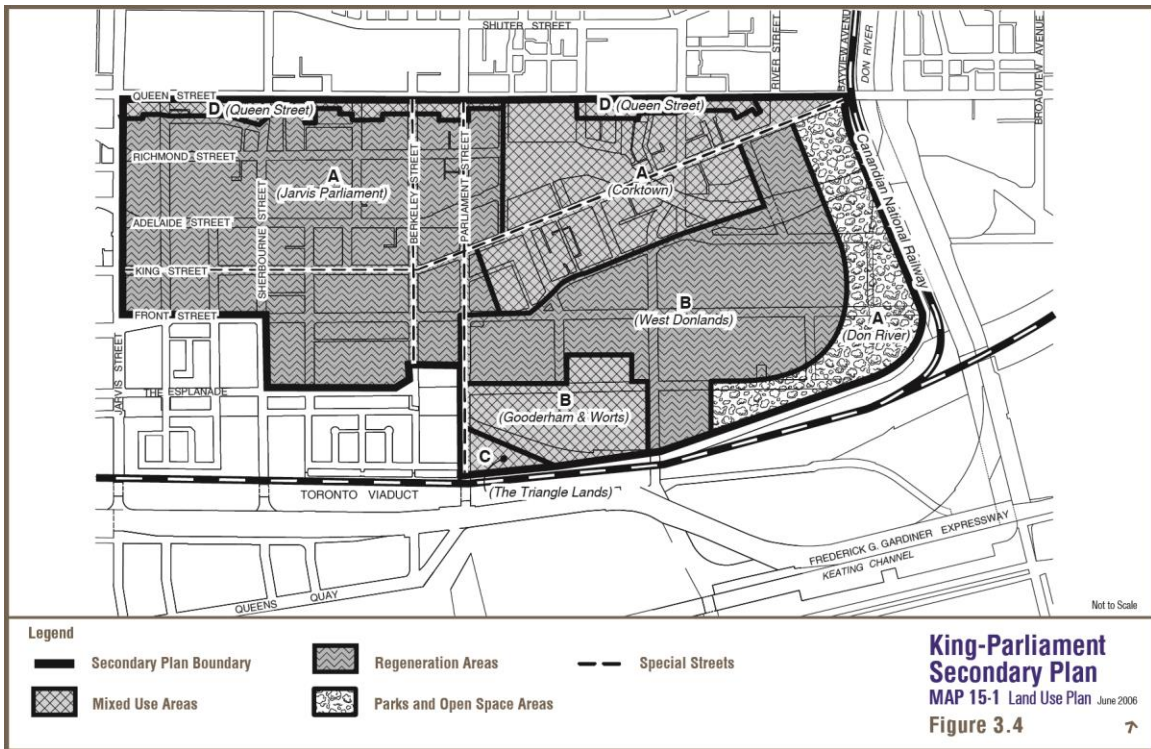 SHUTER STREET
RIVER STREET
BAYVIEW AVENUE
DON RIVER
BROADVIEW AVENUE
QUEEN STREET
D (Queen Street)
D (Queen Street)
RICHMOND STREET
A
(Jarvis Parliament)
A
(Corktown)
BERKELEY STREET
PARLIAMENT STREET
SHERBOURNE STREET
Canandian National Railway
ADELAIDE STREET
KING STREET
FRONT STREET
B
(West Donlands)
A
(Don River)
JARVIS STREET
THE ESPLANADE
B
(Gooderham & Worts)
C
TORONTO VIADUCT
(The Triangle Lands)
FREDERICK G. GARDINER EXPRESSWAY
KEATING CHANNEL
QUEENS QUAY
Not to Scale
Legend
Secondary Plan Boundary
Regeneration Areas
Special Streets
Mixed Use Areas
Parks and Open Space Areas
King-Parliament
Secondary Plan
MAP 15-1 Land Use Plan June 2006
Figure 3.4